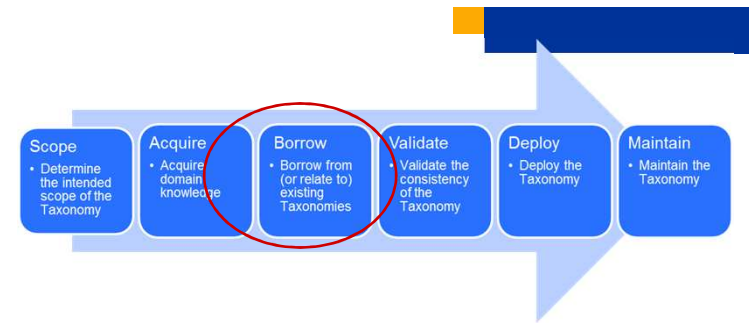 Scope
• Determine
the intended
scope of the
Taxonomy
Acquire
• Acquire
domain
knowledge
Borrow
• Borrow from
(or relate to)
existing
Taxonomies
Validate
• Validate the
consistency
of the
Taxonomy
Deploy
• Deploy the
Taxonomy
Maintain
• Maintain the
Taxonomy